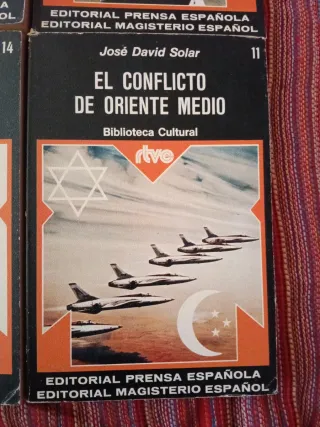 EDITORIAL PRENSA ESPAÑOLA
EDITORIAL MAGISTERIO ESPAÑOL
14
José David Solar
11
EL CONFLICTO
DE ORIENTE MEDIO
Biblioteca Cultural
rtve
EDITORIAL PRENSA ESPAÑOLA
EDITORIAL MAGISTERIO ESPAÑOL